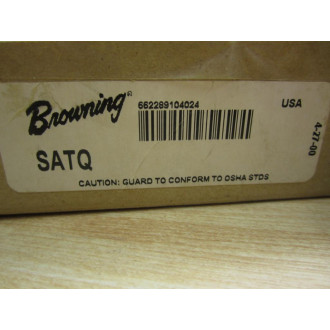 Browning®
662289104024
USA
4-27-00
SATQ
CAUTION: GUARD TO CONFORM TO OSHA STDS